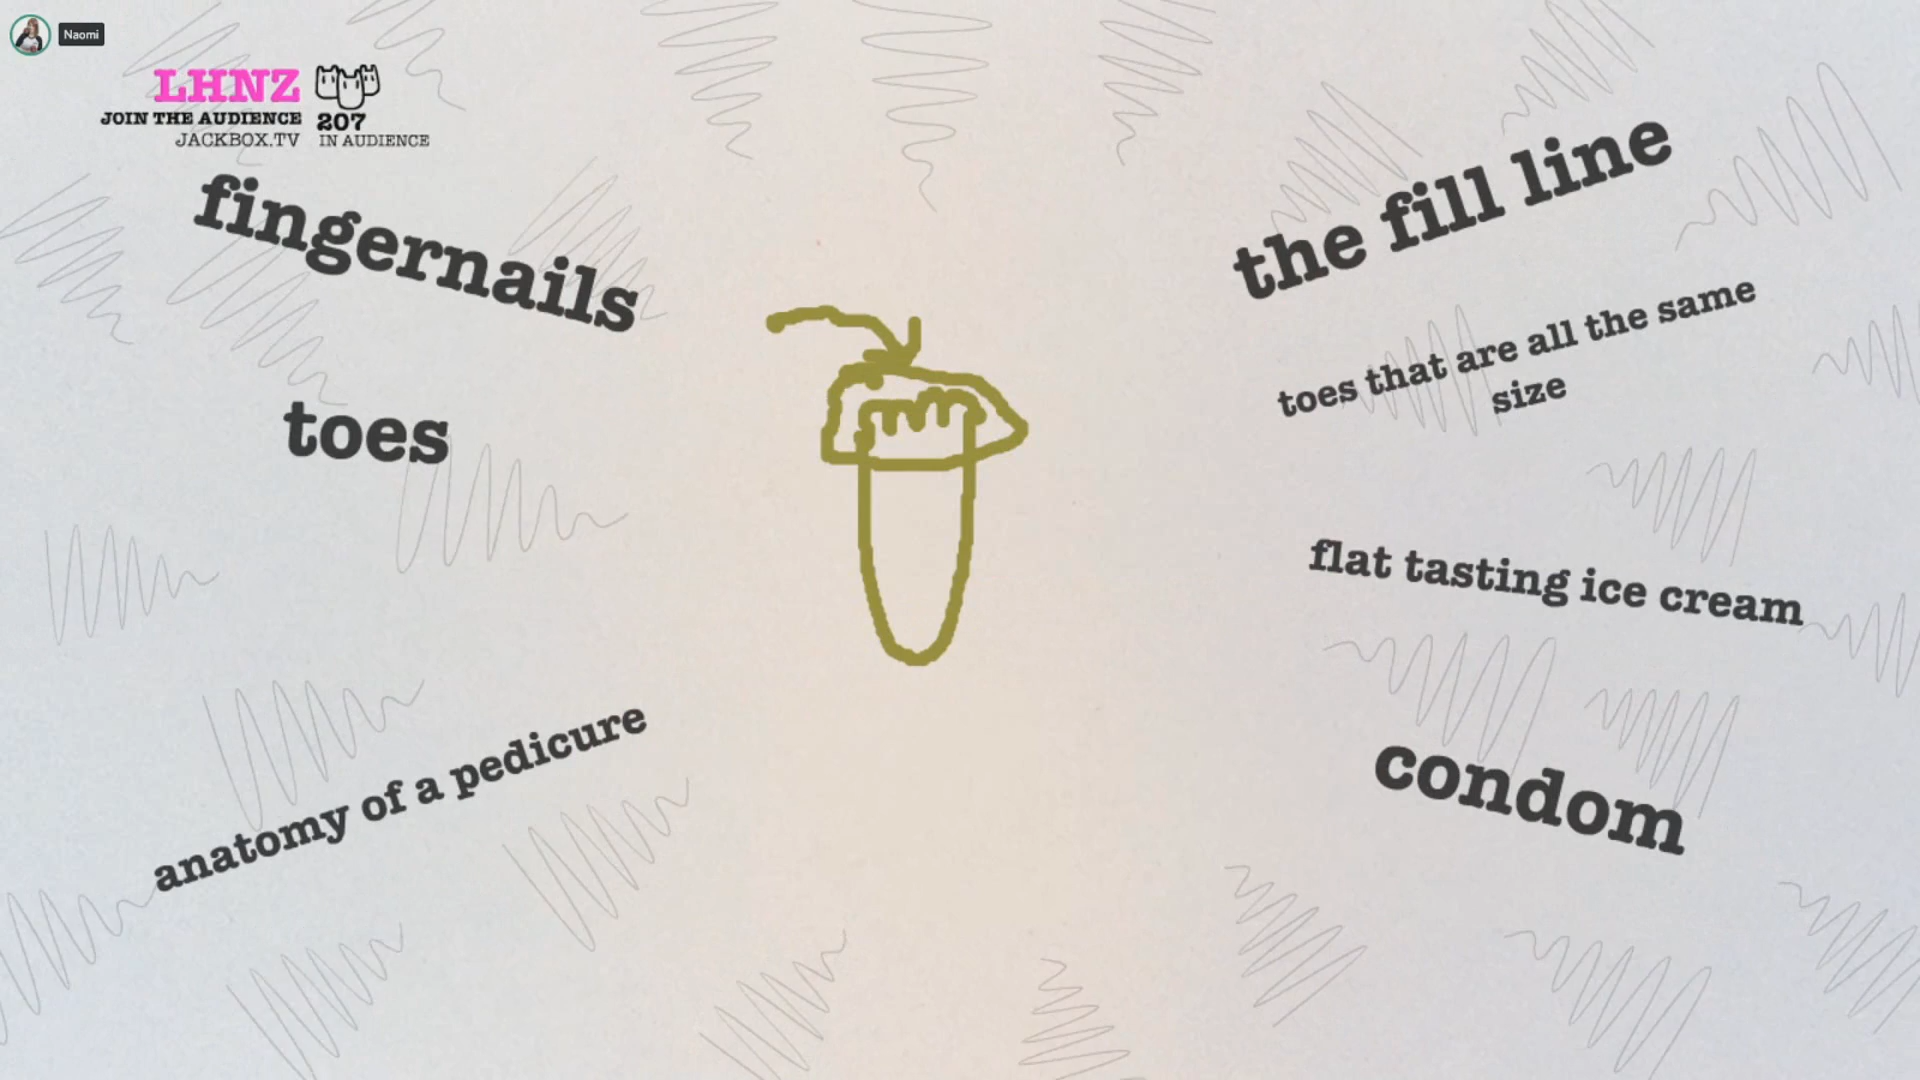 Naomi
LHNZ
JOIN THE AUDIENCE
JACKBOX.TV
207
IN AUDIENCE
fingernails
toes
anatomy of a pedicure
the fill line
toes that are all the same
size
flat tasting ice cream
condom